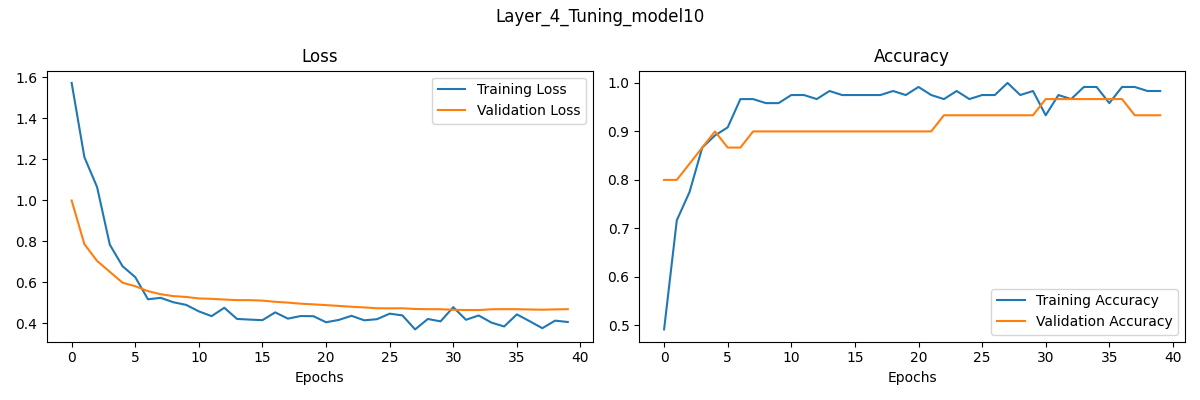 Layer_4_Tuning_model10
Loss
1.6
1.4
1.2
1.0
0.8
0.6
0.4
0 5 10 15 20 25 30 35 40
Epochs
Training Loss
Validation Loss
Accuracy
1.0
0.9
0.8
0.7
0.6
0.5
0 5 10 15 20 25 30 35 40
Epochs
Training Accuracy
Validation Accuracy